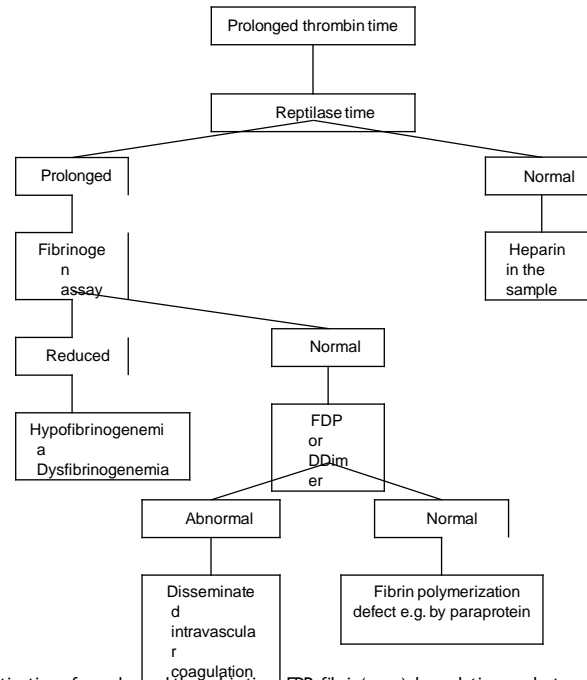 Prolonged thrombin time
Reptilase time
Prolonged
Normal
Fibrinoge
n
assay
Heparin
in the
sample
Reduced
Normal
Hypofibrinogenemi
a
Dysfibrinogenemia
FDP
or
DDim
er
Abnormal
Normal
Disseminate
d
intravascula
r
coagulation
Fibrin polymerization
defect e.g. by paraprotein